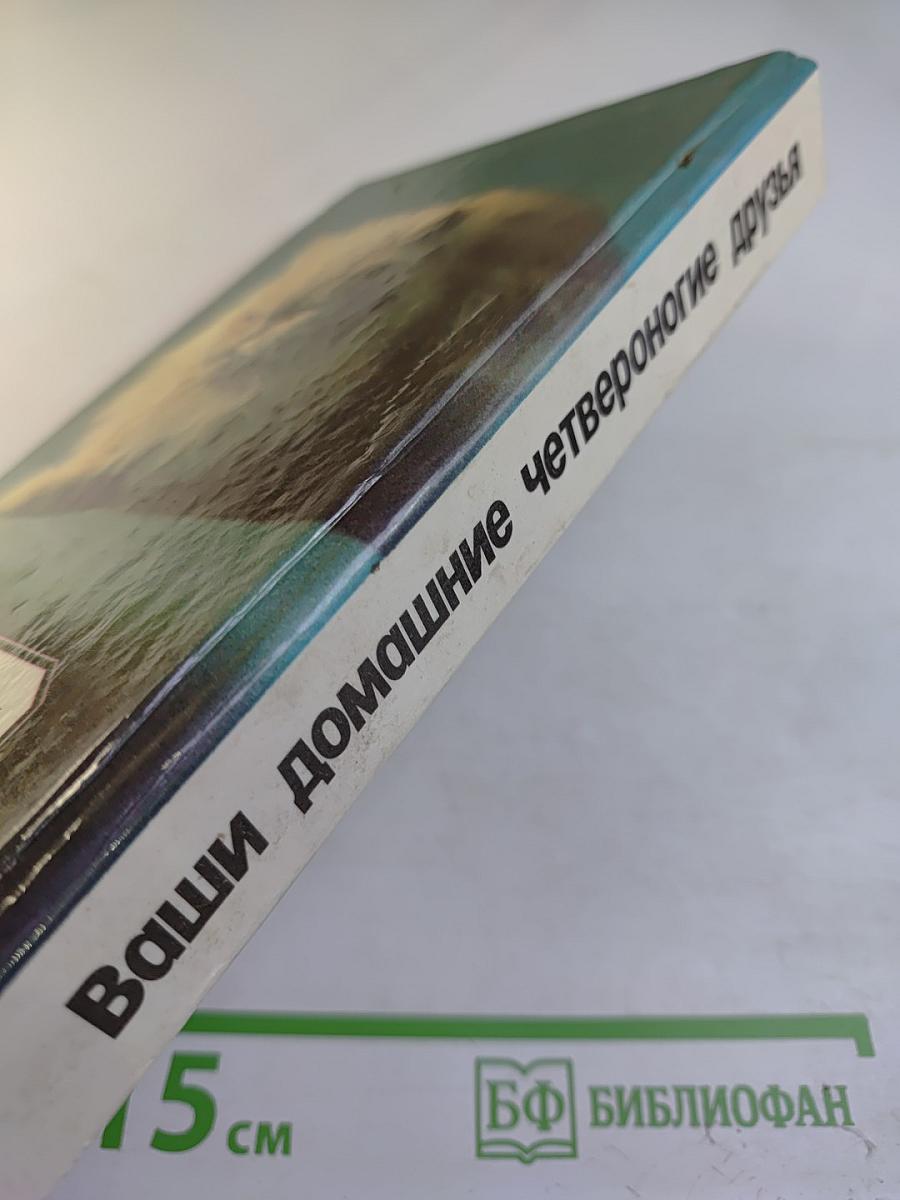 Ваши домашние четвероногие друзья
15 см
БФ БИБЛИОФАН